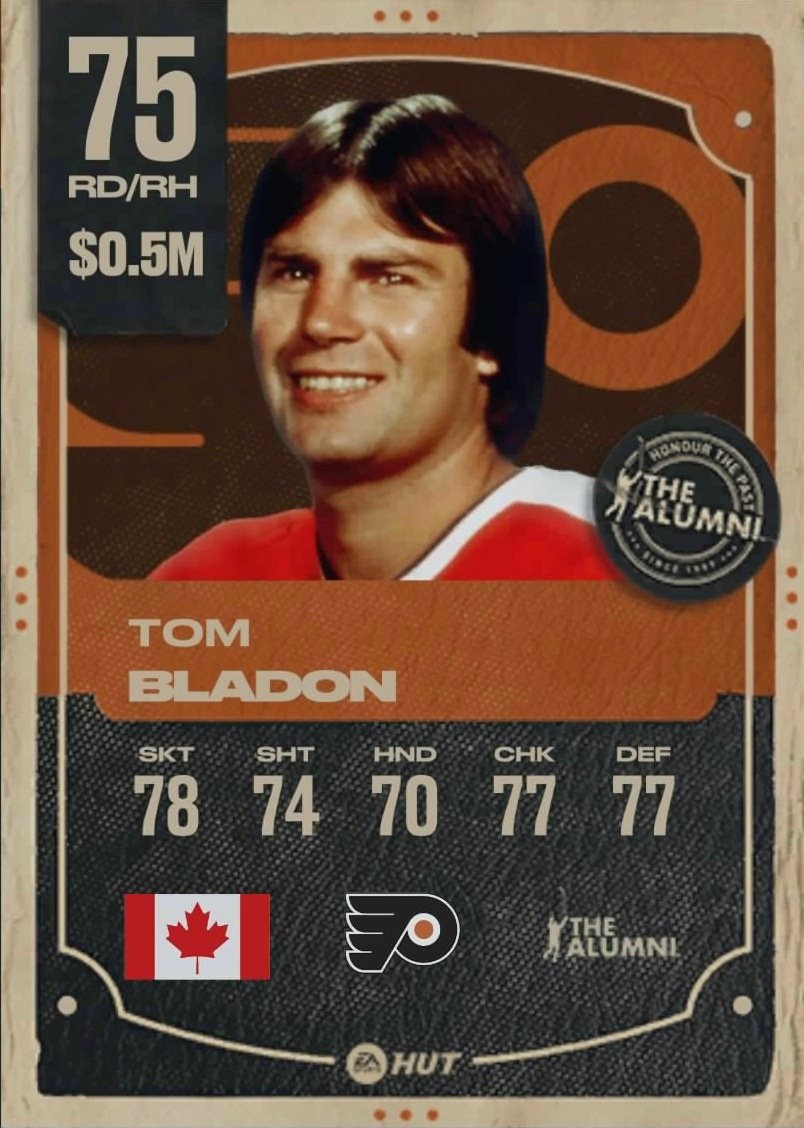 75
RD/RH
$0.5M
HONOUR THE PAST
THE
ALUMNI
TOM
BLADON
SKT SHT HND CHK DEF
78 74 70 77 77
THE
ALUMNI
EA HUT